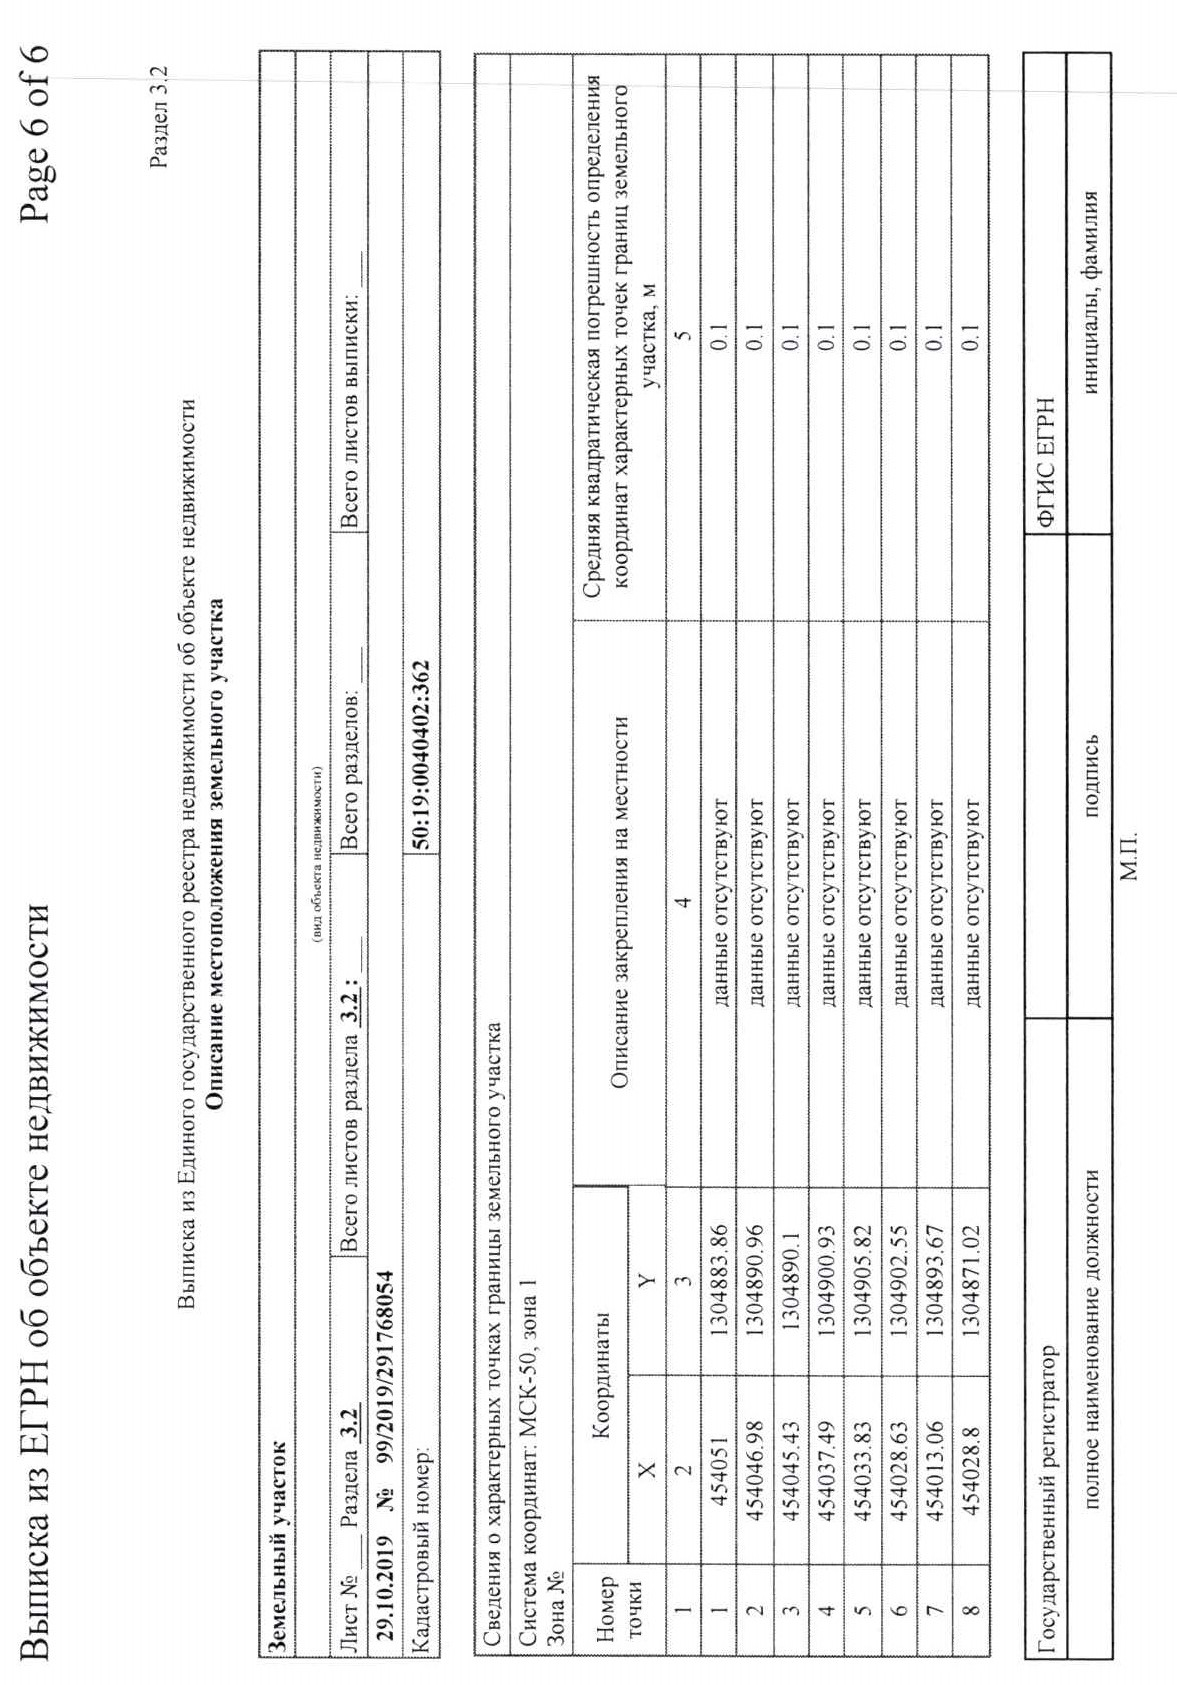 Выписка из ЕГРН об объекте недвижимости Page 6 of 6
Раздел 3.2
Выписка из Единого государственного реестра недвижимости об объекте недвижимости
Описание местоположения земельного участка
Земельный участок
(вид объекта недвижимости)
Лист № ___ Раздела 3.2 Всего листов раздела 3.2 : ___ Всего разделов: ___ Всего листов выписки: ___
29.10.2019 № 99/2019/291768054
Кадастровый номер: 50:19:0040402:362
Сведения о характерных точках границы земельного участка
Система координат: МСК-50, зона 1
Зона №
Номер точки Координаты Описание закрепления на местности Средняя квадратическая погрешность определения
координат характерных точек границ земельного
участка, м
X Y
1 2 3 4 5
1 454051 1304883.86 данные отсутствуют 0.1
2 454046.98 1304890.96 данные отсутствуют 0.1
3 454045.43 1304890.1 данные отсутствуют 0.1
4 454037.49 1304900.93 данные отсутствуют 0.1
5 454033.83 1304905.82 данные отсутствуют 0.1
6 454028.63 1304902.55 данные отсутствуют 0.1
7 454013.06 1304893.67 данные отсутствуют 0.1
8 454028.8 1304871.02 данные отсутствуют 0.1
Государственный регистратор ФГИС ЕГРН
полное наименование должности подпись инициалы, фамилия
М.П.